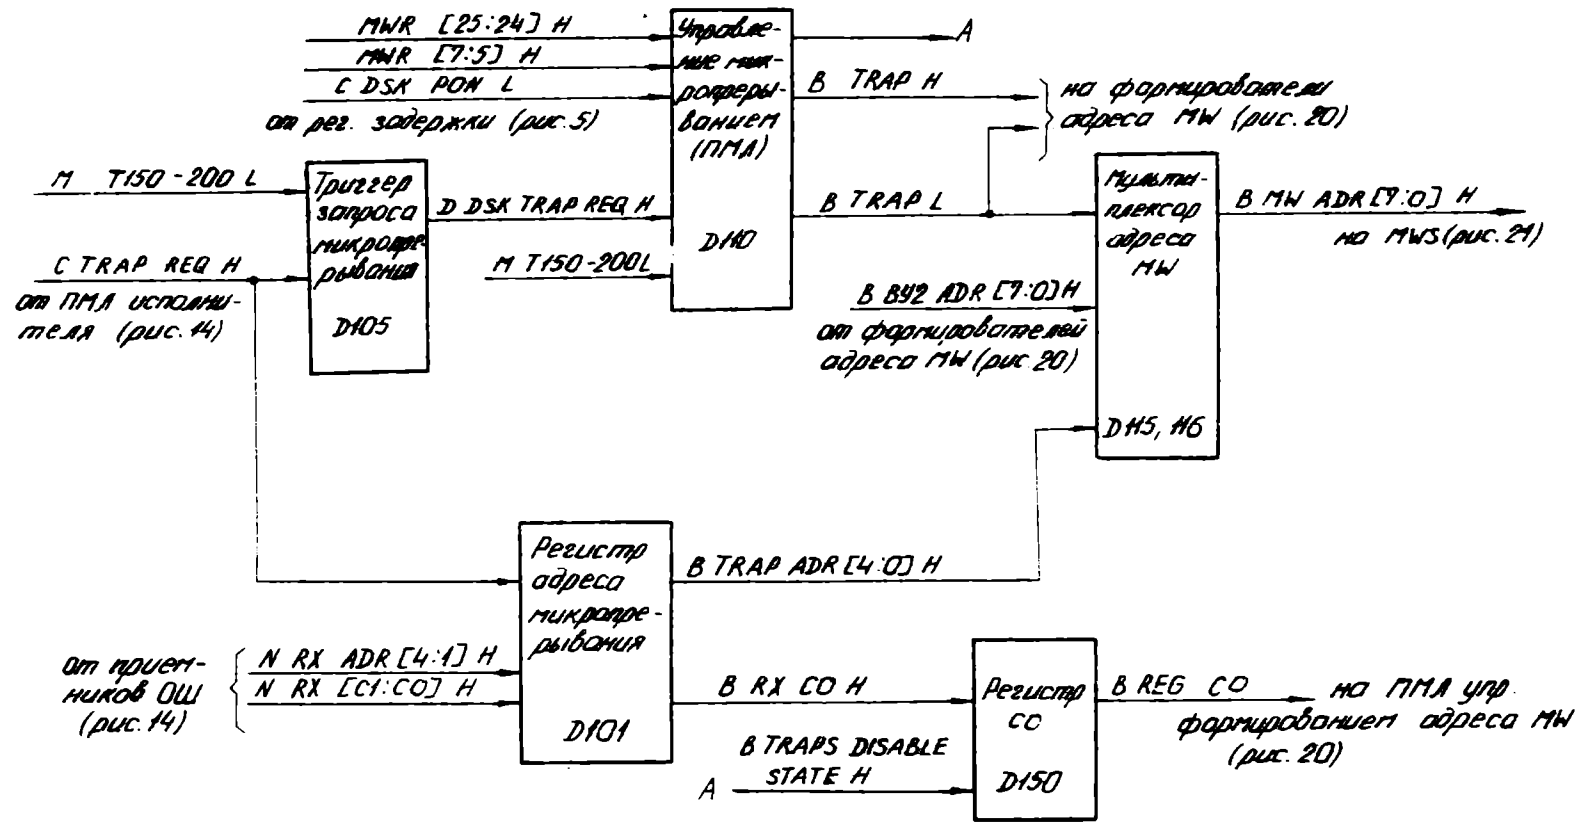 MWR [25:24] H
MWR [7:5] H
C DSK PON L
от рег. задержки (рис. 5)
Управле-
ние мик-
ропреры-
ванием
(ПМЛ)
D110
A
B TRAP H
на формирователи
адреса MW (рис. 20)
M T150-200 L
C TRAP REQ H
от ПМЛ исполни-
теля (рис. 14)
Триггер
запроса
микропре-
рывания
D105
D DSK TRAP REQ H
M T150-200L
B TRAP L
B ВУ2 ADR [7:0] H
от формирователей
адреса MW (рис. 20)
Мульти-
плексор
адреса
MW
D115, 116
B MW ADR [7:0] H
на MWS (рис. 21)
Регистр
адреса
микропре-
рывания
D101
B TRAP ADR [4:0] H
от прием-
ников ОШ
(рис. 14)
N RX ADR [4:1] H
N RX [C1:C0] H
B RX C0 H
B TRAPS DISABLE
STATE H
A
Регистр
C0
D150
B REG C0
на ПМЛ упр.
формированием адреса MW
(рис. 20)